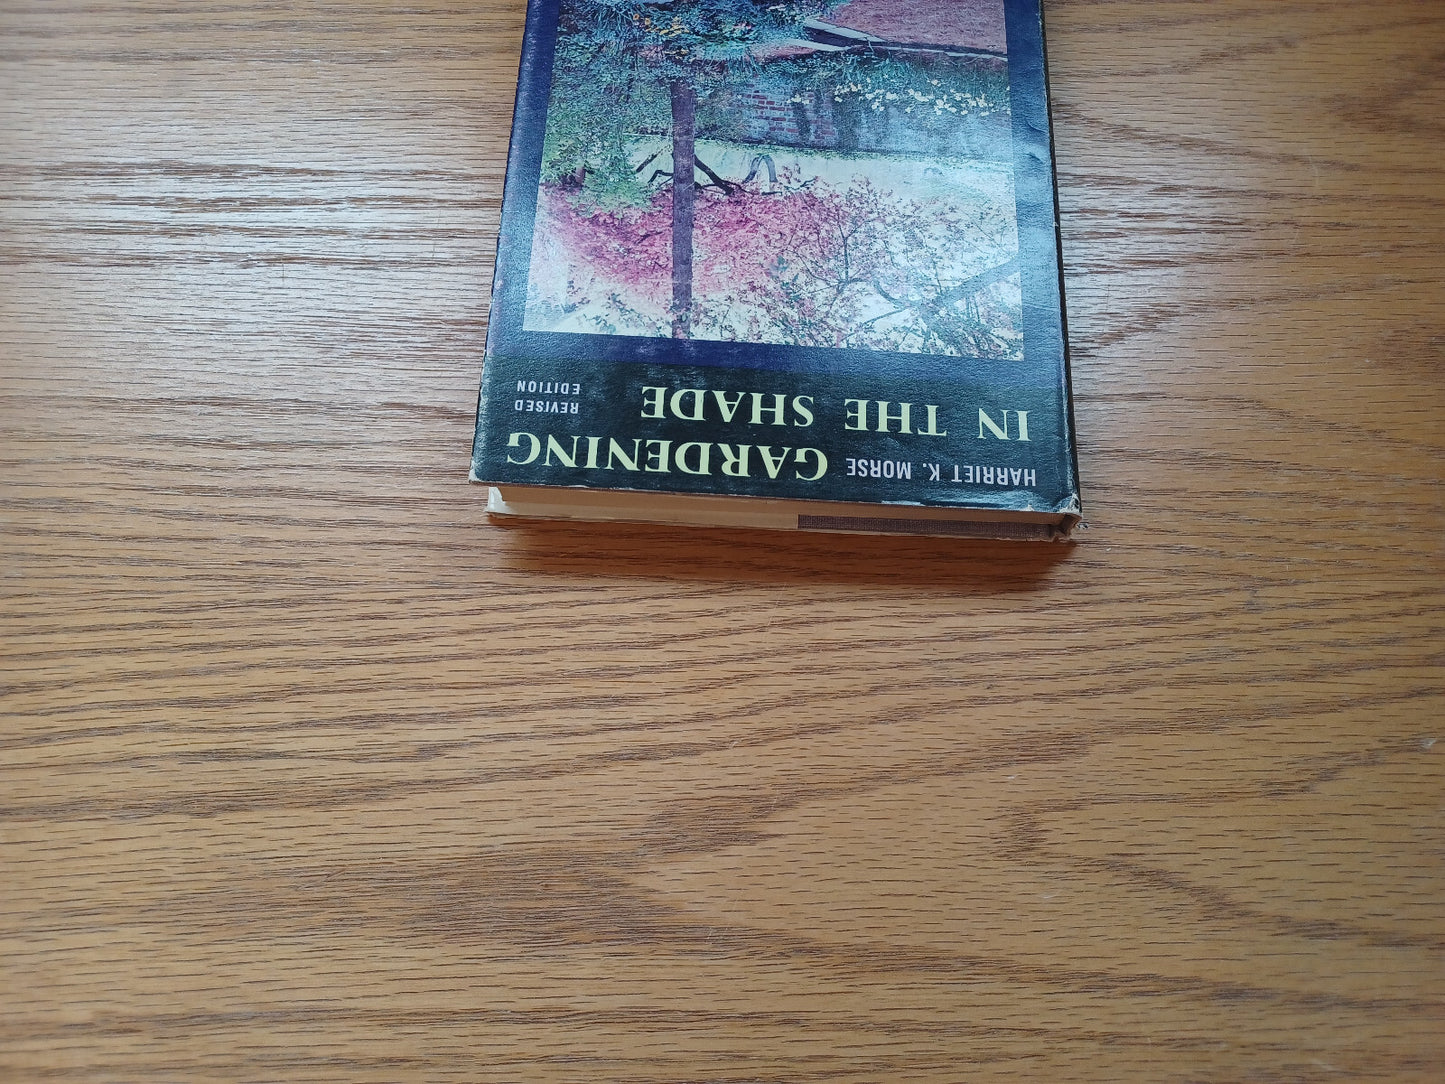 HARRIET K. MORSE
GARDENING
IN THE SHADE
REVISED
EDITION